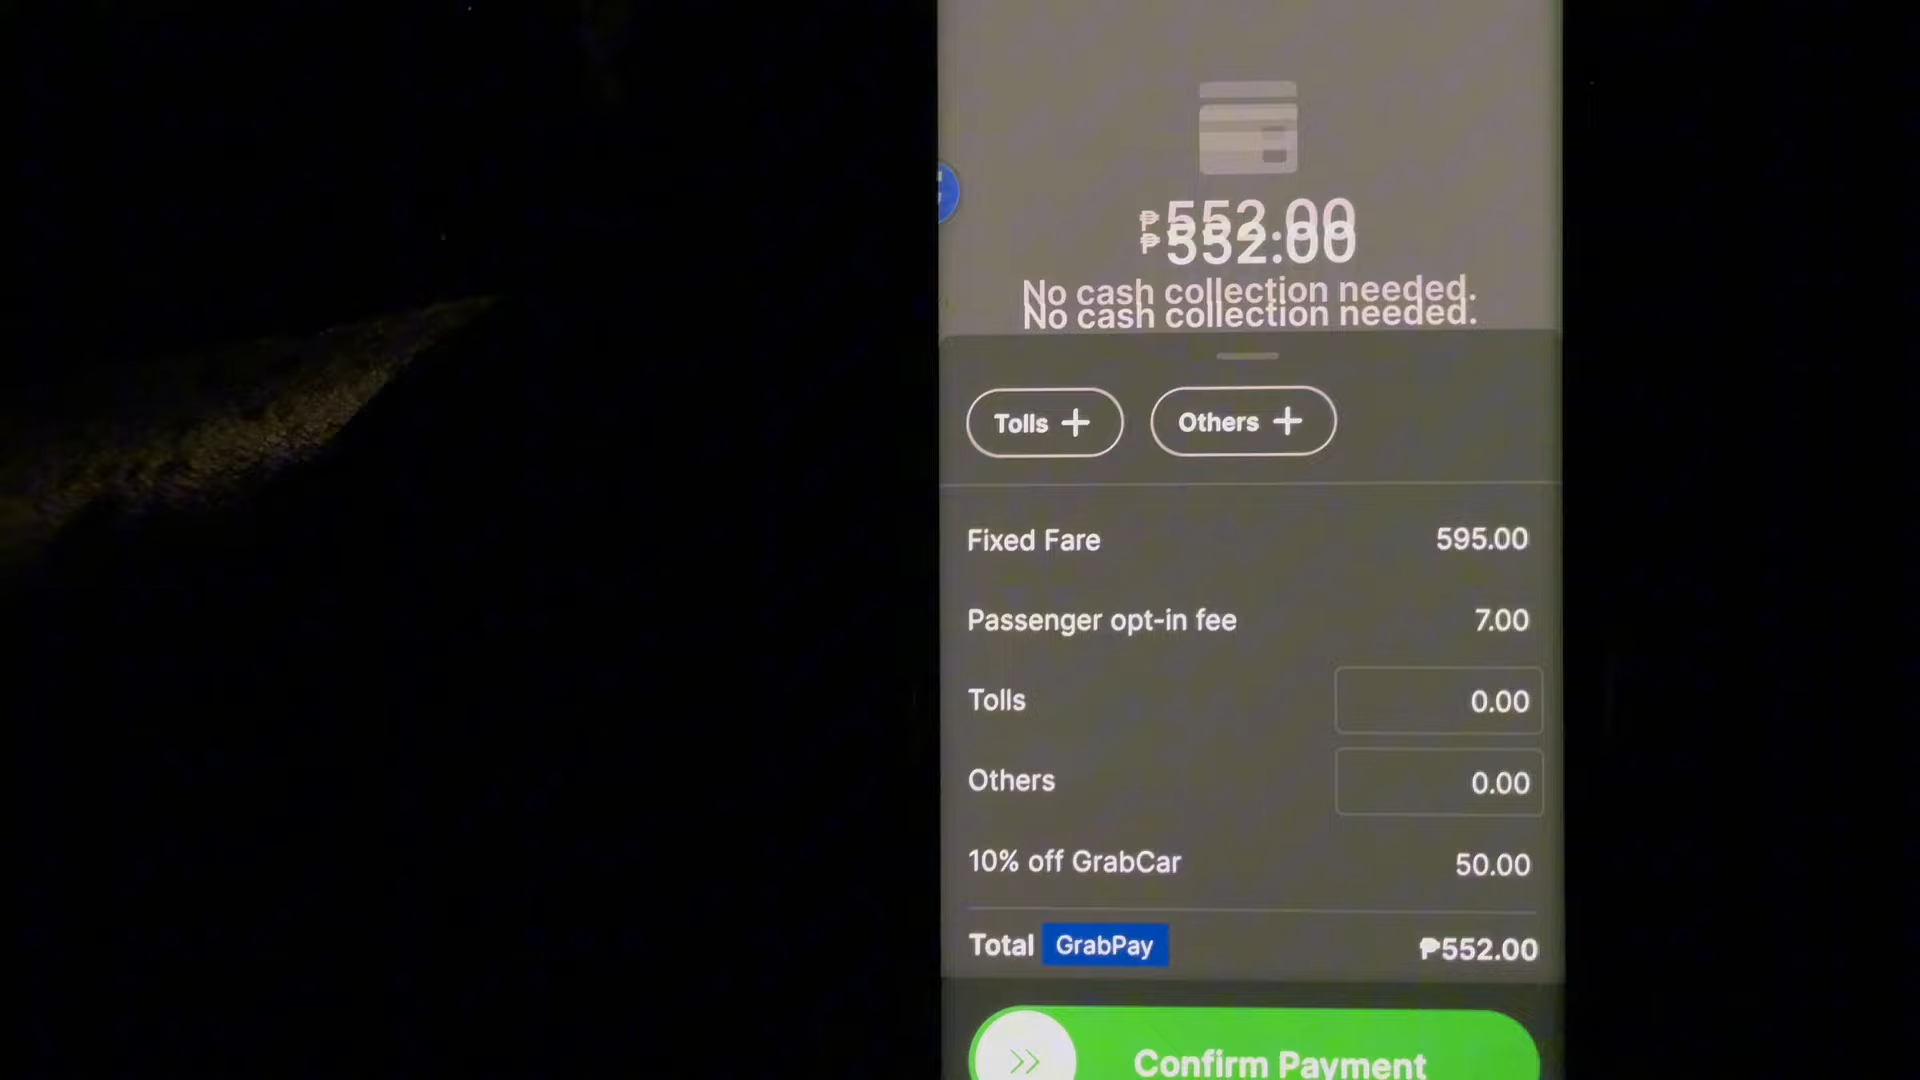 ₱552.00
₱552.00
No cash collection needed.
No cash collection needed.
Tolls +
Others +
Fixed Fare 595.00
Passenger opt-in fee 7.00
Tolls 0.00
Others 0.00
10% off GrabCar 50.00
Total GrabPay ₱552.00
Confirm Payment